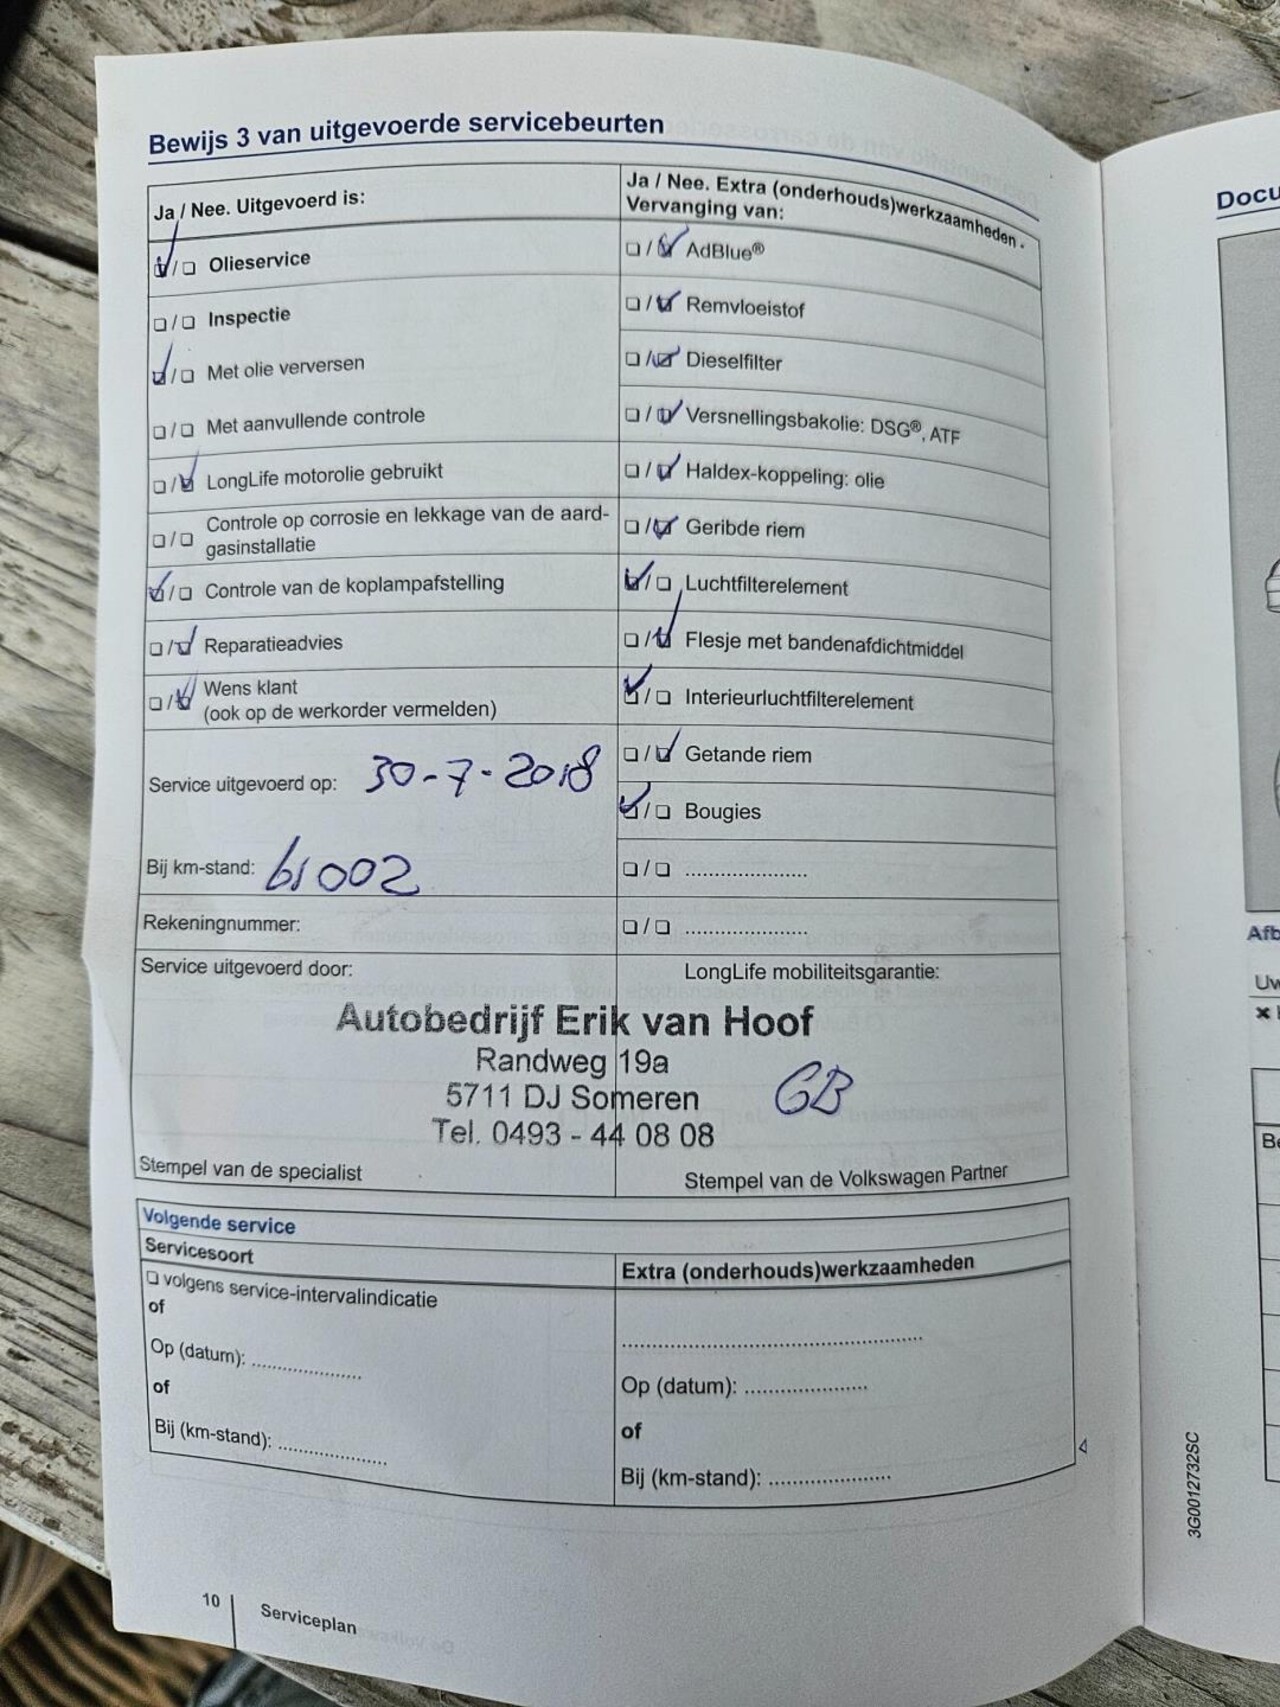 Bewijs 3 van uitgevoerde servicebeurten
Ja / Nee. Uitgevoerd is:
☑/☐ Olieservice
☐/☐ Inspectie
☑/☐ Met olie verversen
☐/☐ Met aanvullende controle
☐/☑ LongLife motorolie gebruikt
☐/☐ Controle op corrosie en lekkage van de aard-
gasinstallatie
☑/☐ Controle van de koplampafstelling
☐/☑ Reparatieadvies
☐/☑ Wens klant
(ook op de werkorder vermelden)
Service uitgevoerd op: 30-7-2018
Bij km-stand: 61002
Rekeningnummer:
Ja / Nee. Extra (onderhouds)werkzaamheden -
Vervanging van:
☐/☑ AdBlue®
☐/☑ Remvloeistof
☐/☑ Dieselfilter
☐/☑ Versnellingsbakolie: DSG®, ATF
☐/☑ Haldex-koppeling: olie
☐/☑ Geribde riem
☑/☐ Luchtfilterelement
☐/☑ Flesje met bandenafdichtmiddel
☑/☐ Interieurluchtfilterelement
☐/☑ Getande riem
☑/☐ Bougies
☐/☐ ......................
☐/☐ ......................
Service uitgevoerd door:
LongLife mobiliteitsgarantie:
Autobedrijf Erik van Hoof
Randweg 19a
5711 DJ Someren
Tel. 0493 - 44 08 08
GB
Stempel van de specialist
Stempel van de Volkswagen Partner
Volgende service
Servicesoort
☐ volgens service-intervalindicatie
of
Op (datum): ....................
of
Bij (km-stand): ....................
Extra (onderhouds)werkzaamheden
......................................................
Op (datum): ......................
of
Bij (km-stand): ......................
10
Serviceplan
3G0012732SC
Docu
Afb
Uw
Be